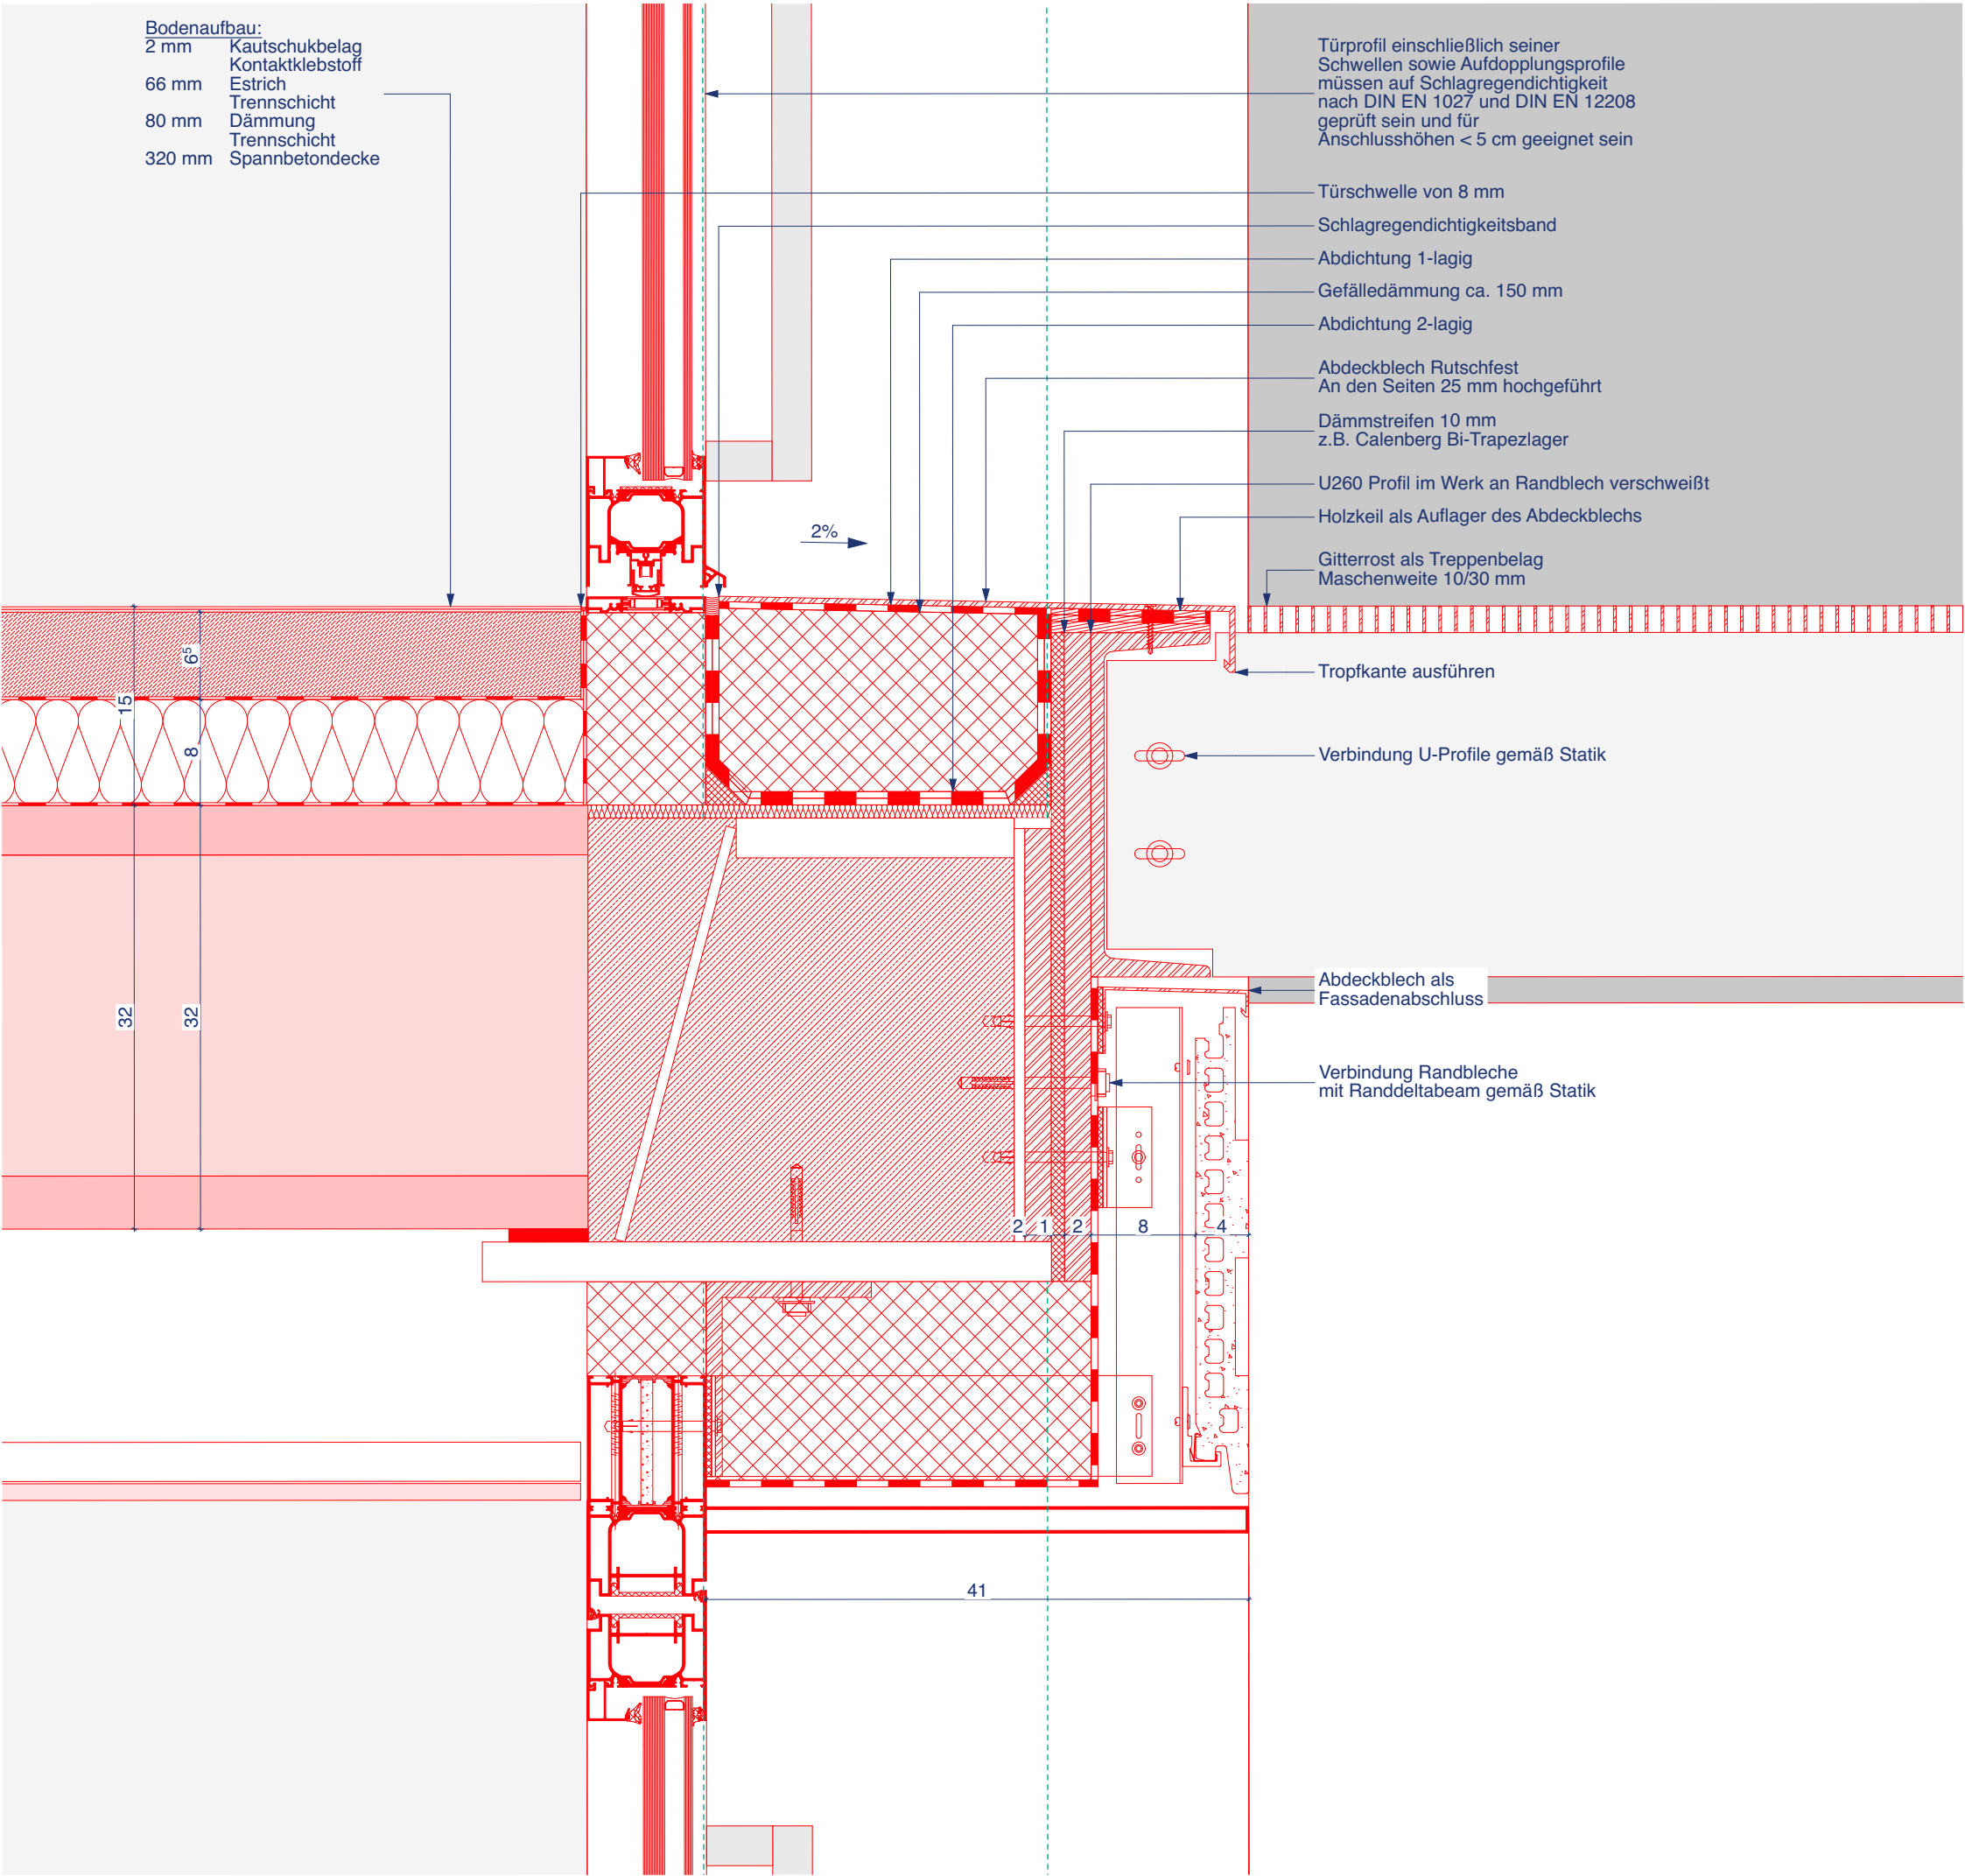 Bodenaufbau:
2 mm Kautschukbelag
Kontaktklebstoff
66 mm Estrich
Trennschicht
80 mm Dämmung
Trennschicht
320 mm Spannbetondecke
Türprofil einschließlich seiner
Schwellen sowie Aufdopplungsprofile
müssen auf Schlagregendichtigkeit
nach DIN EN 1027 und DIN EN 12208
geprüft sein und für
Anschlusshöhen < 5 cm geeignet sein
Türschwelle von 8 mm
Schlagregendichtigkeitsband
Abdichtung 1-lagig
Gefälledämmung ca. 150 mm
Abdichtung 2-lagig
Abdeckblech Rutschfest
An den Seiten 25 mm hochgeführt
Dämmstreifen 10 mm
z.B. Calenberg Bi-Trapezlager
U260 Profil im Werk an Randblech verschweißt
Holzkeil als Auflager des Abdeckblechs
Gitterrost als Treppenbelag
Maschenweite 10/30 mm
2%
Tropfkante ausführen
Verbindung U-Profile gemäß Statik
Abdeckblech als
Fassadenabschluss
Verbindung Randbleche
mit Randdeltabeam gemäß Statik
6⁵
15
8
32
32
2 1 2 8 4
41